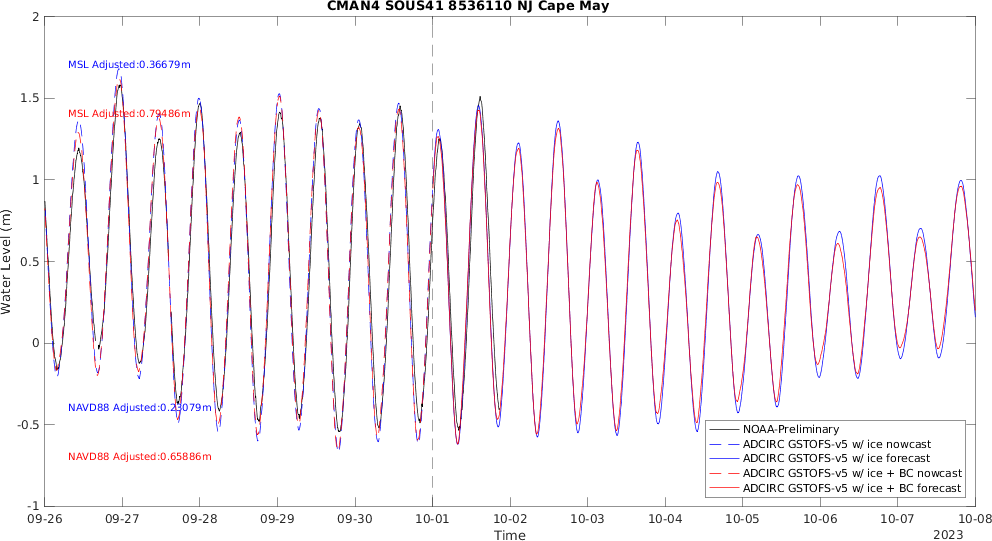 CMAN4 SOUS41 8536110 NJ Cape May
2
1.5
1
0.5
0
-0.5
-1
Water Level (m)
MSL Adjusted:0.36679m
MSL Adjusted:0.79486m
NAVD88 Adjusted:0.23079m
NAVD88 Adjusted:0.65886m
NOAA-Preliminary
ADCIRC GSTOFS-v5 w/ ice nowcast
ADCIRC GSTOFS-v5 w/ ice forecast
ADCIRC GSTOFS-v5 w/ ice + BC nowcast
ADCIRC GSTOFS-v5 w/ ice + BC forecast
09-26 09-27 09-28 09-29 09-30 10-01 10-02 10-03 10-04 10-05 10-06 10-07 10-08
Time
2023